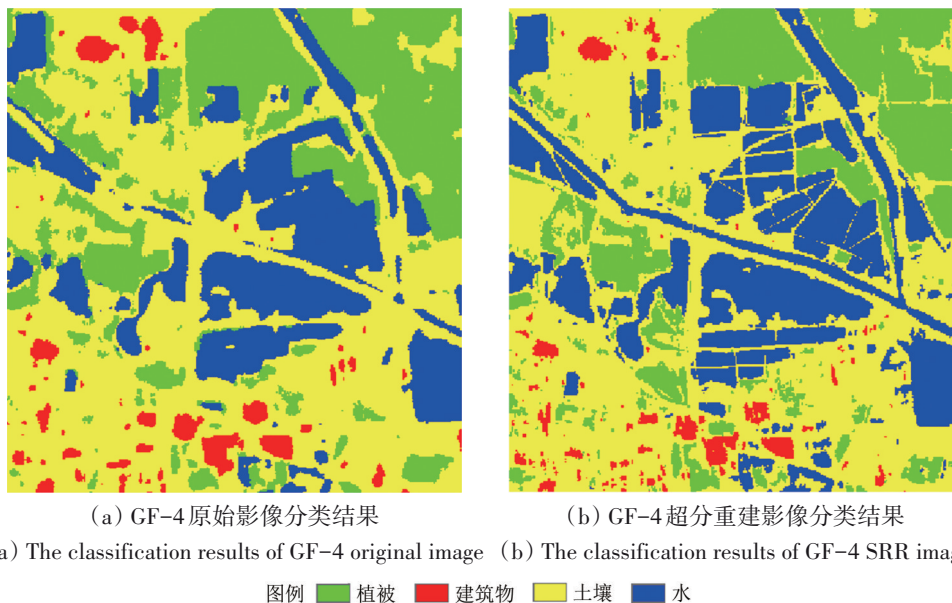 (a) GF-4原始影像分类结果
(b) GF-4超分重建影像分类结果
a) The classification results of GF-4 original image
(b) The classification results of GF-4 SRR imag
图例 植被 建筑物 土壤 水